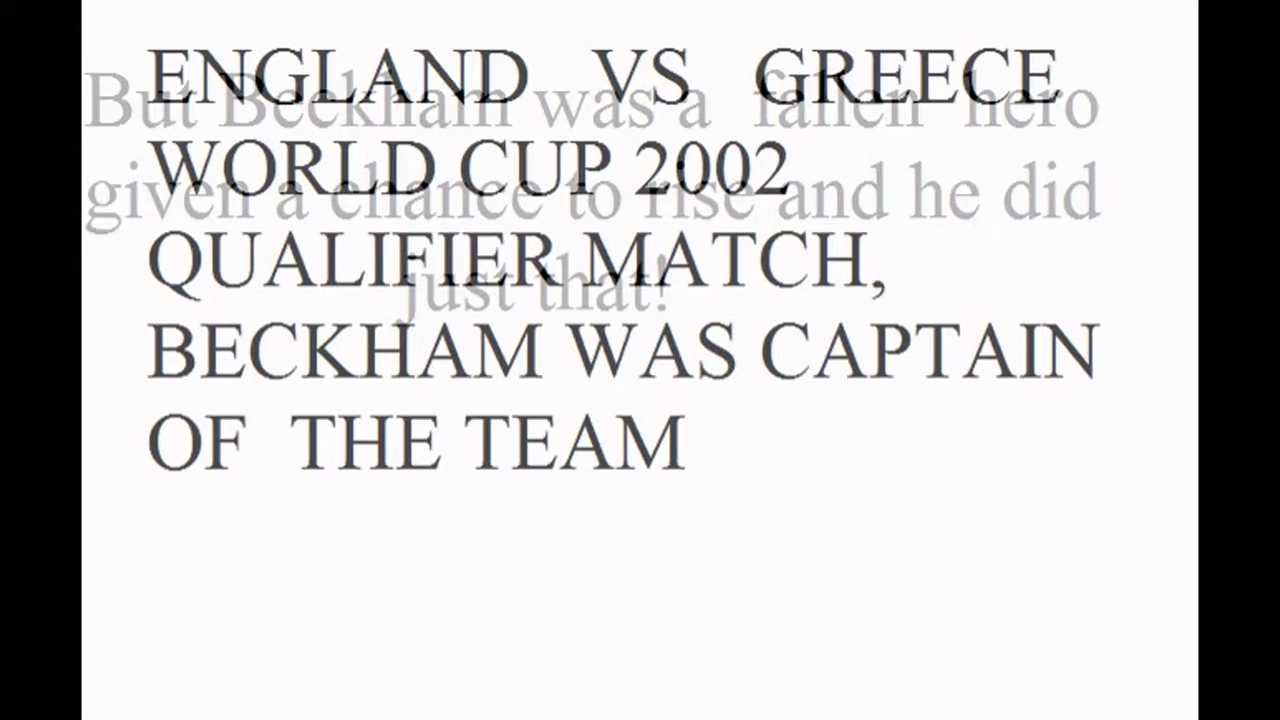 ENGLAND VS GREECE
WORLD CUP 2002
QUALIFIER MATCH,
BECKHAM WAS CAPTAIN
OF THE TEAM
But Beckham was a fallen hero
given a chance to rise and he did
just that!